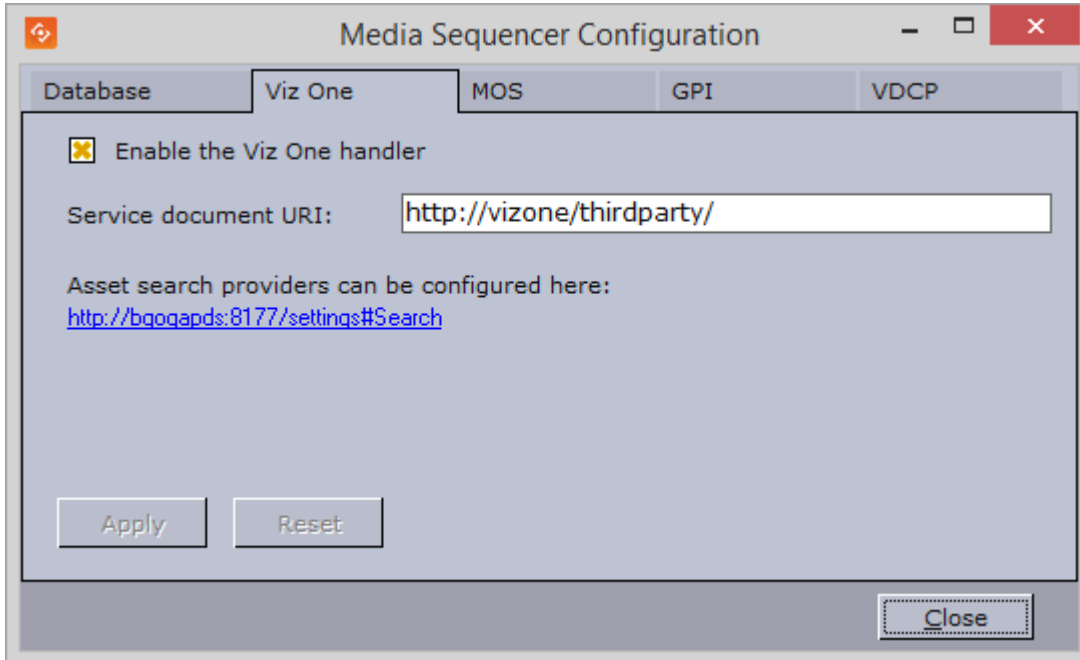 Media Sequencer Configuration
Database Viz One MOS GPI VDCP
Enable the Viz One handler
Service document URI: http://vizone/thirdparty/
Asset search providers can be configured here:
http://bgogapds:8177/settings#Search
Apply Reset
Close